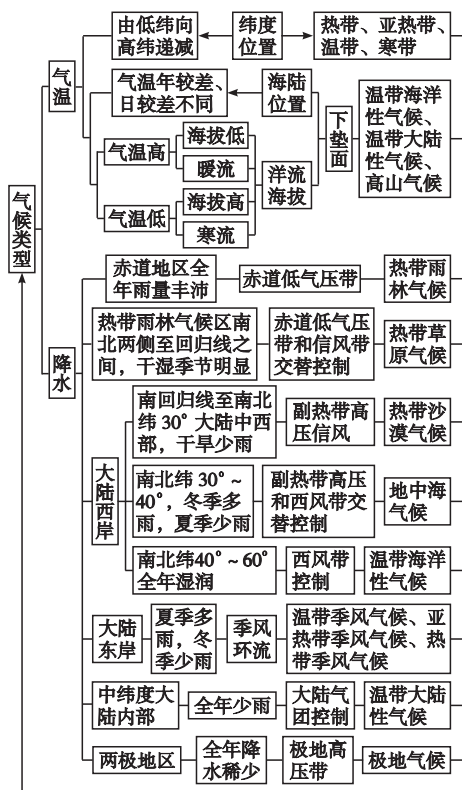 由低纬向
高纬递减
纬度
位置
热带、亚热带、
温带、寒带
气温
气温年较差、
日较差不同
海陆
位置
下垫面
温带海洋
性气候、
温带大陆
性气候、
高山气候
气温高
海拔低
暖流
洋流
海拔
气温低
海拔高
寒流
气候类型
赤道地区全
年雨量丰沛
赤道低气压带
热带雨
林气候
降水
热带雨林气候区南
北两侧至回归线之
间，干湿季节明显
赤道低气压
带和信风带
交替控制
热带草
原气候
大陆西岸
南回归线至南北
纬30°大陆中西
部，干旱少雨
副热带高
压信风
热带沙
漠气候
南北纬 30°～
40°，冬季多
雨，夏季少雨
副热带高压
和西风带交
替控制
地中海
气候
南北纬40°～60°
全年湿润
西风带
控制
温带海洋
性气候
大陆
东岸
夏季多
雨，冬
季少雨
季风
环流
温带季风气候、亚
热带季风气候、热
带季风气候
中纬度大
陆内部
全年少雨
大陆气
团控制
温带大陆
性气候
两极地区
全年降
水稀少
极地高
压带
极地气候